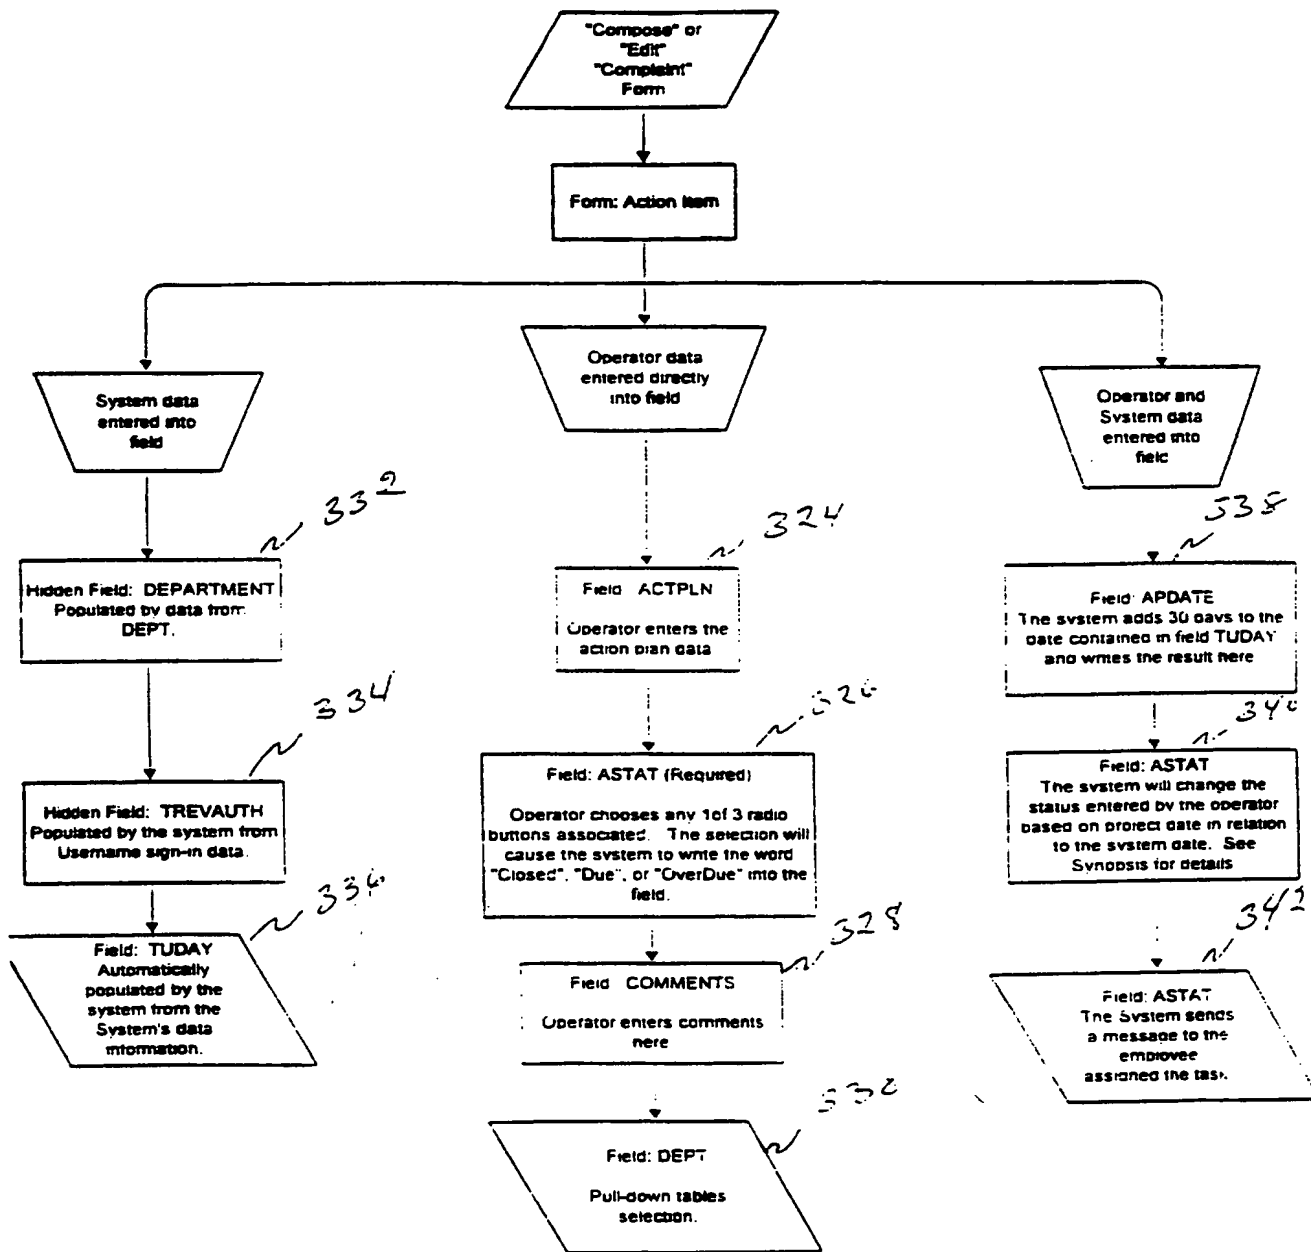 "Compose" or
"Edit"
"Complaint"
Form
Form: Action Item
System data
entered into
field
Operator data
entered directly
into field
Operator and
System data
entered into
field
332
Hidden Field: DEPARTMENT
Populated by data from
DEPT.
334
Hidden Field: TREVAUTH
Populated by the system from
Username sign-in data.
336
Field: TUDAY
Automatically
populated by the
system from the
System's data
information.
324
Field ACTPLN
Operator enters the
action plan data
326
Field: ASTAT (Required)
Operator chooses any 1of 3 radio
buttons associated. The selection will
cause the system to write the word
"Closed", "Due", or "OverDue" into the
field.
328
Field COMMENTS
Operator enters comments
here
330
Field: DEPT
Pull-down tables
selection.
338
Field: APDATE
The system adds 30 days to the
date contained in field TUDAY
and writes the result here
340
Field: ASTAT
The system will change the
status entered by the operator
based on project date in relation
to the system date. See
Synopsis for details
342
Field: ASTAT
The System sends
a message to the
employee
assigned the task.